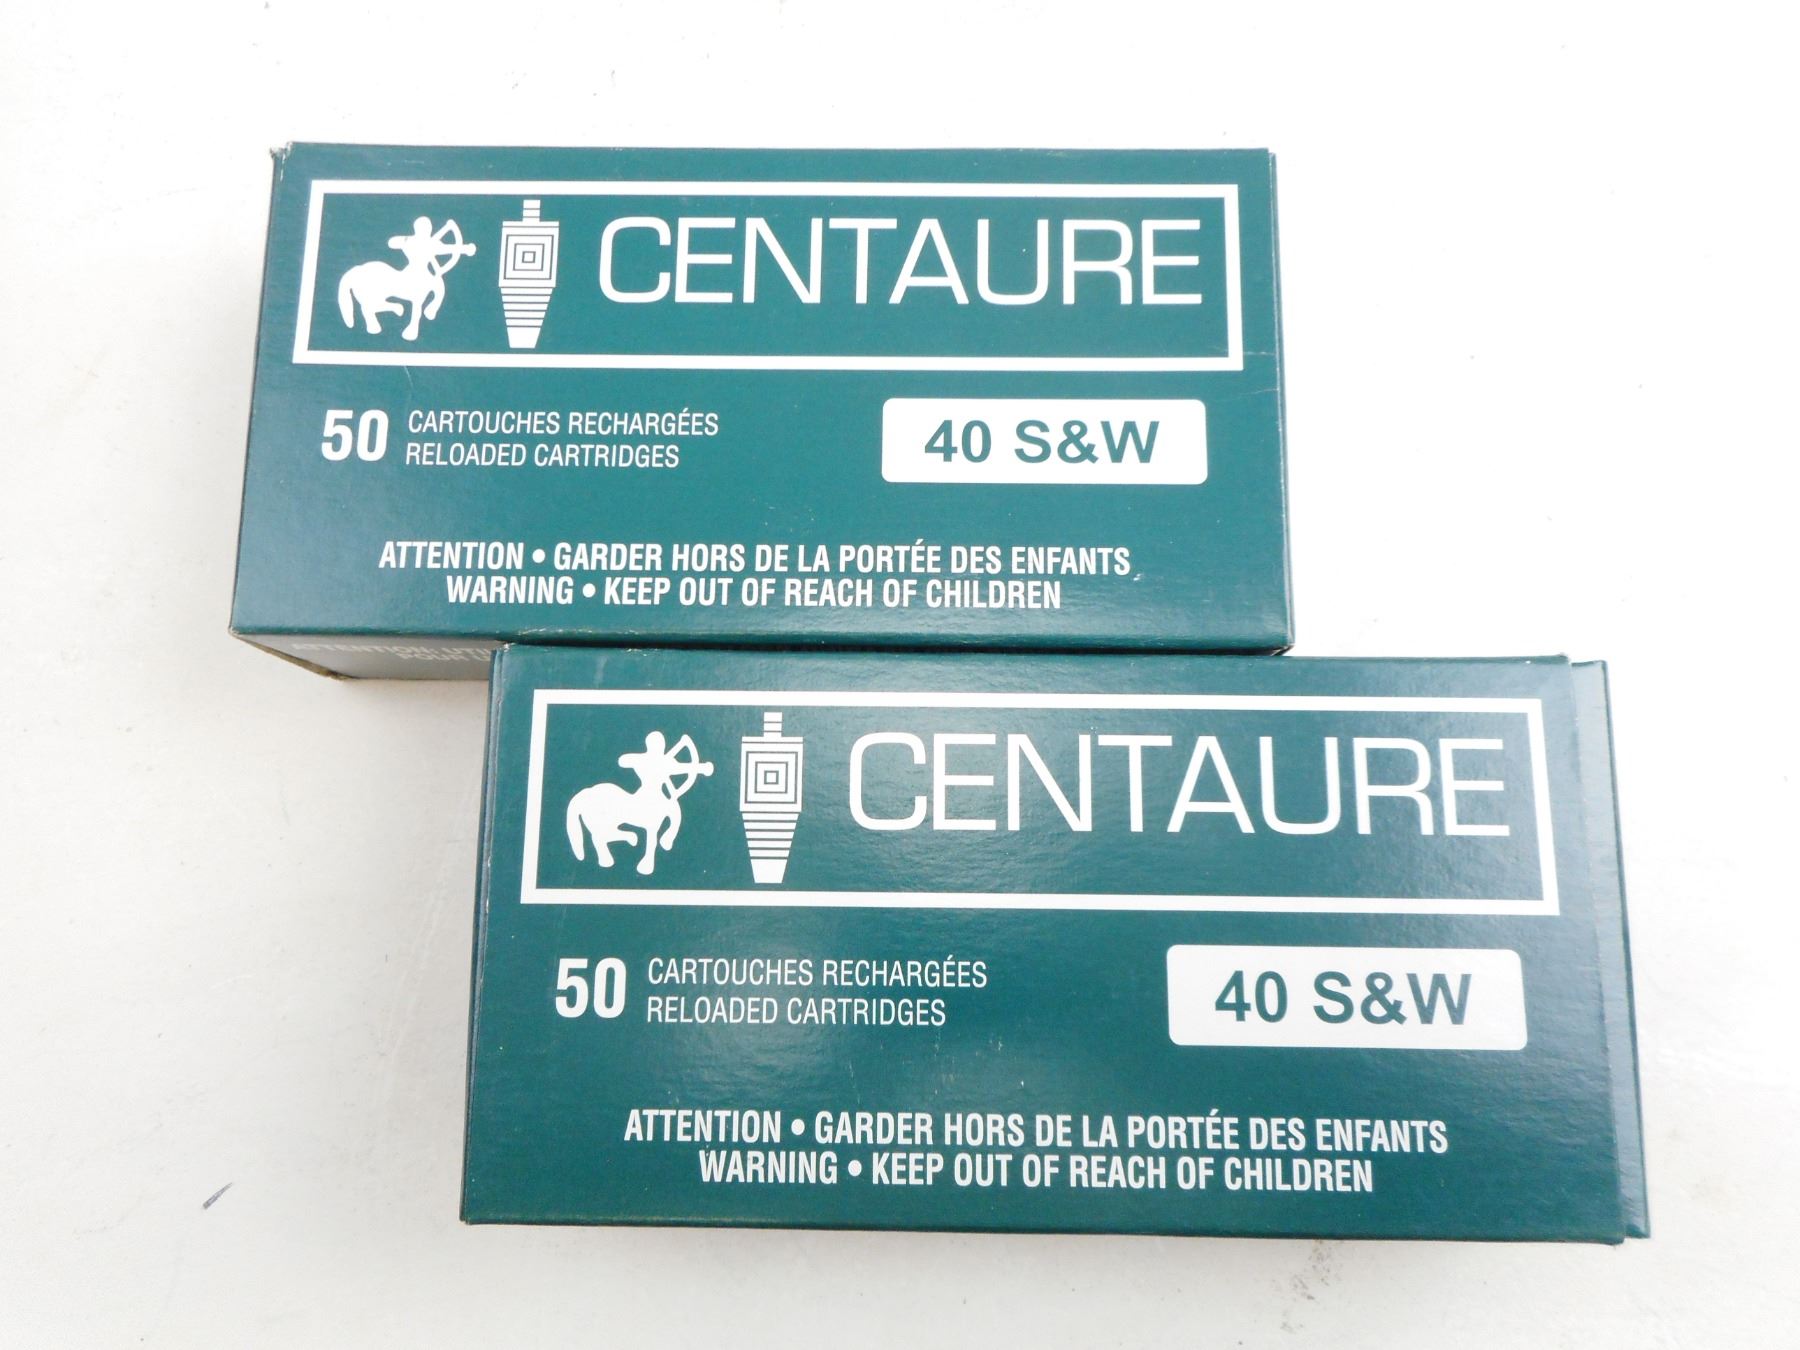 CENTAURE
50 CARTOUCHES RECHARGÉES
RELOADED CARTRIDGES
40 S&W
ATTENTION • GARDER HORS DE LA PORTÉE DES ENFANTS
WARNING • KEEP OUT OF REACH OF CHILDREN
ATTENTION:
POUR
CENTAURE
50 CARTOUCHES RECHARGÉES
RELOADED CARTRIDGES
40 S&W
ATTENTION • GARDER HORS DE LA PORTÉE DES ENFANTS
WARNING • KEEP OUT OF REACH OF CHILDREN